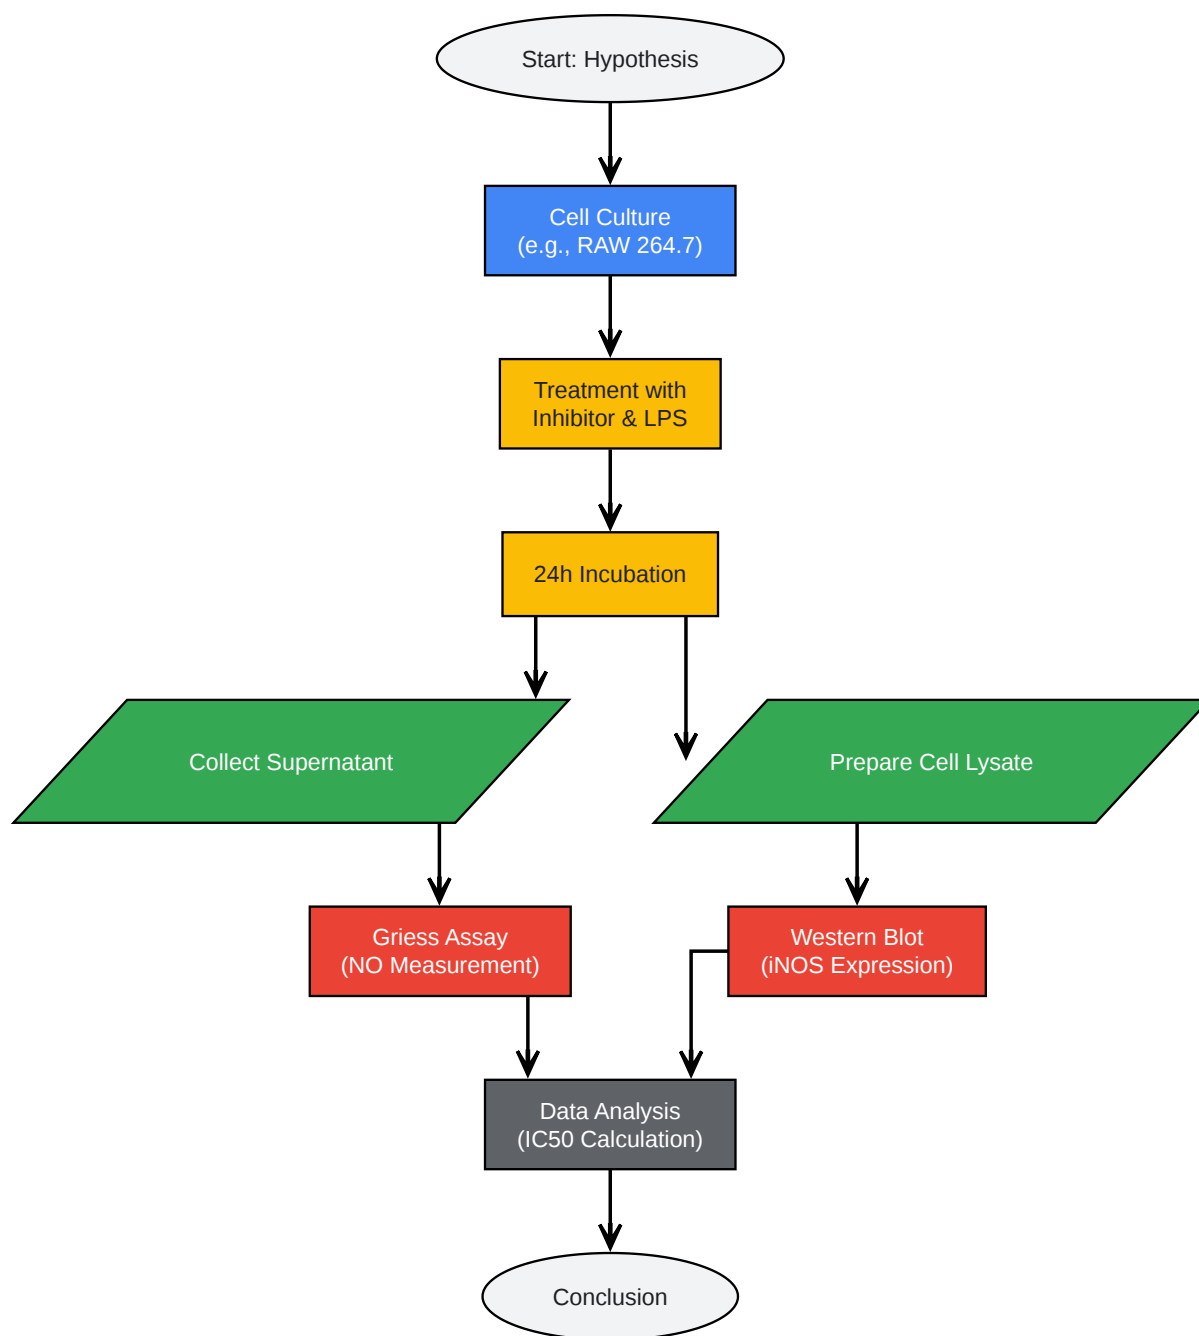 Start: Hypothesis
Cell Culture
(e.g., RAW 264.7)
Treatment with
Inhibitor & LPS
24h Incubation
Collect Supernatant
Prepare Cell Lysate
Griess Assay
(NO Measurement)
Western Blot
(iNOS Expression)
Data Analysis
(IC50 Calculation)
Conclusion